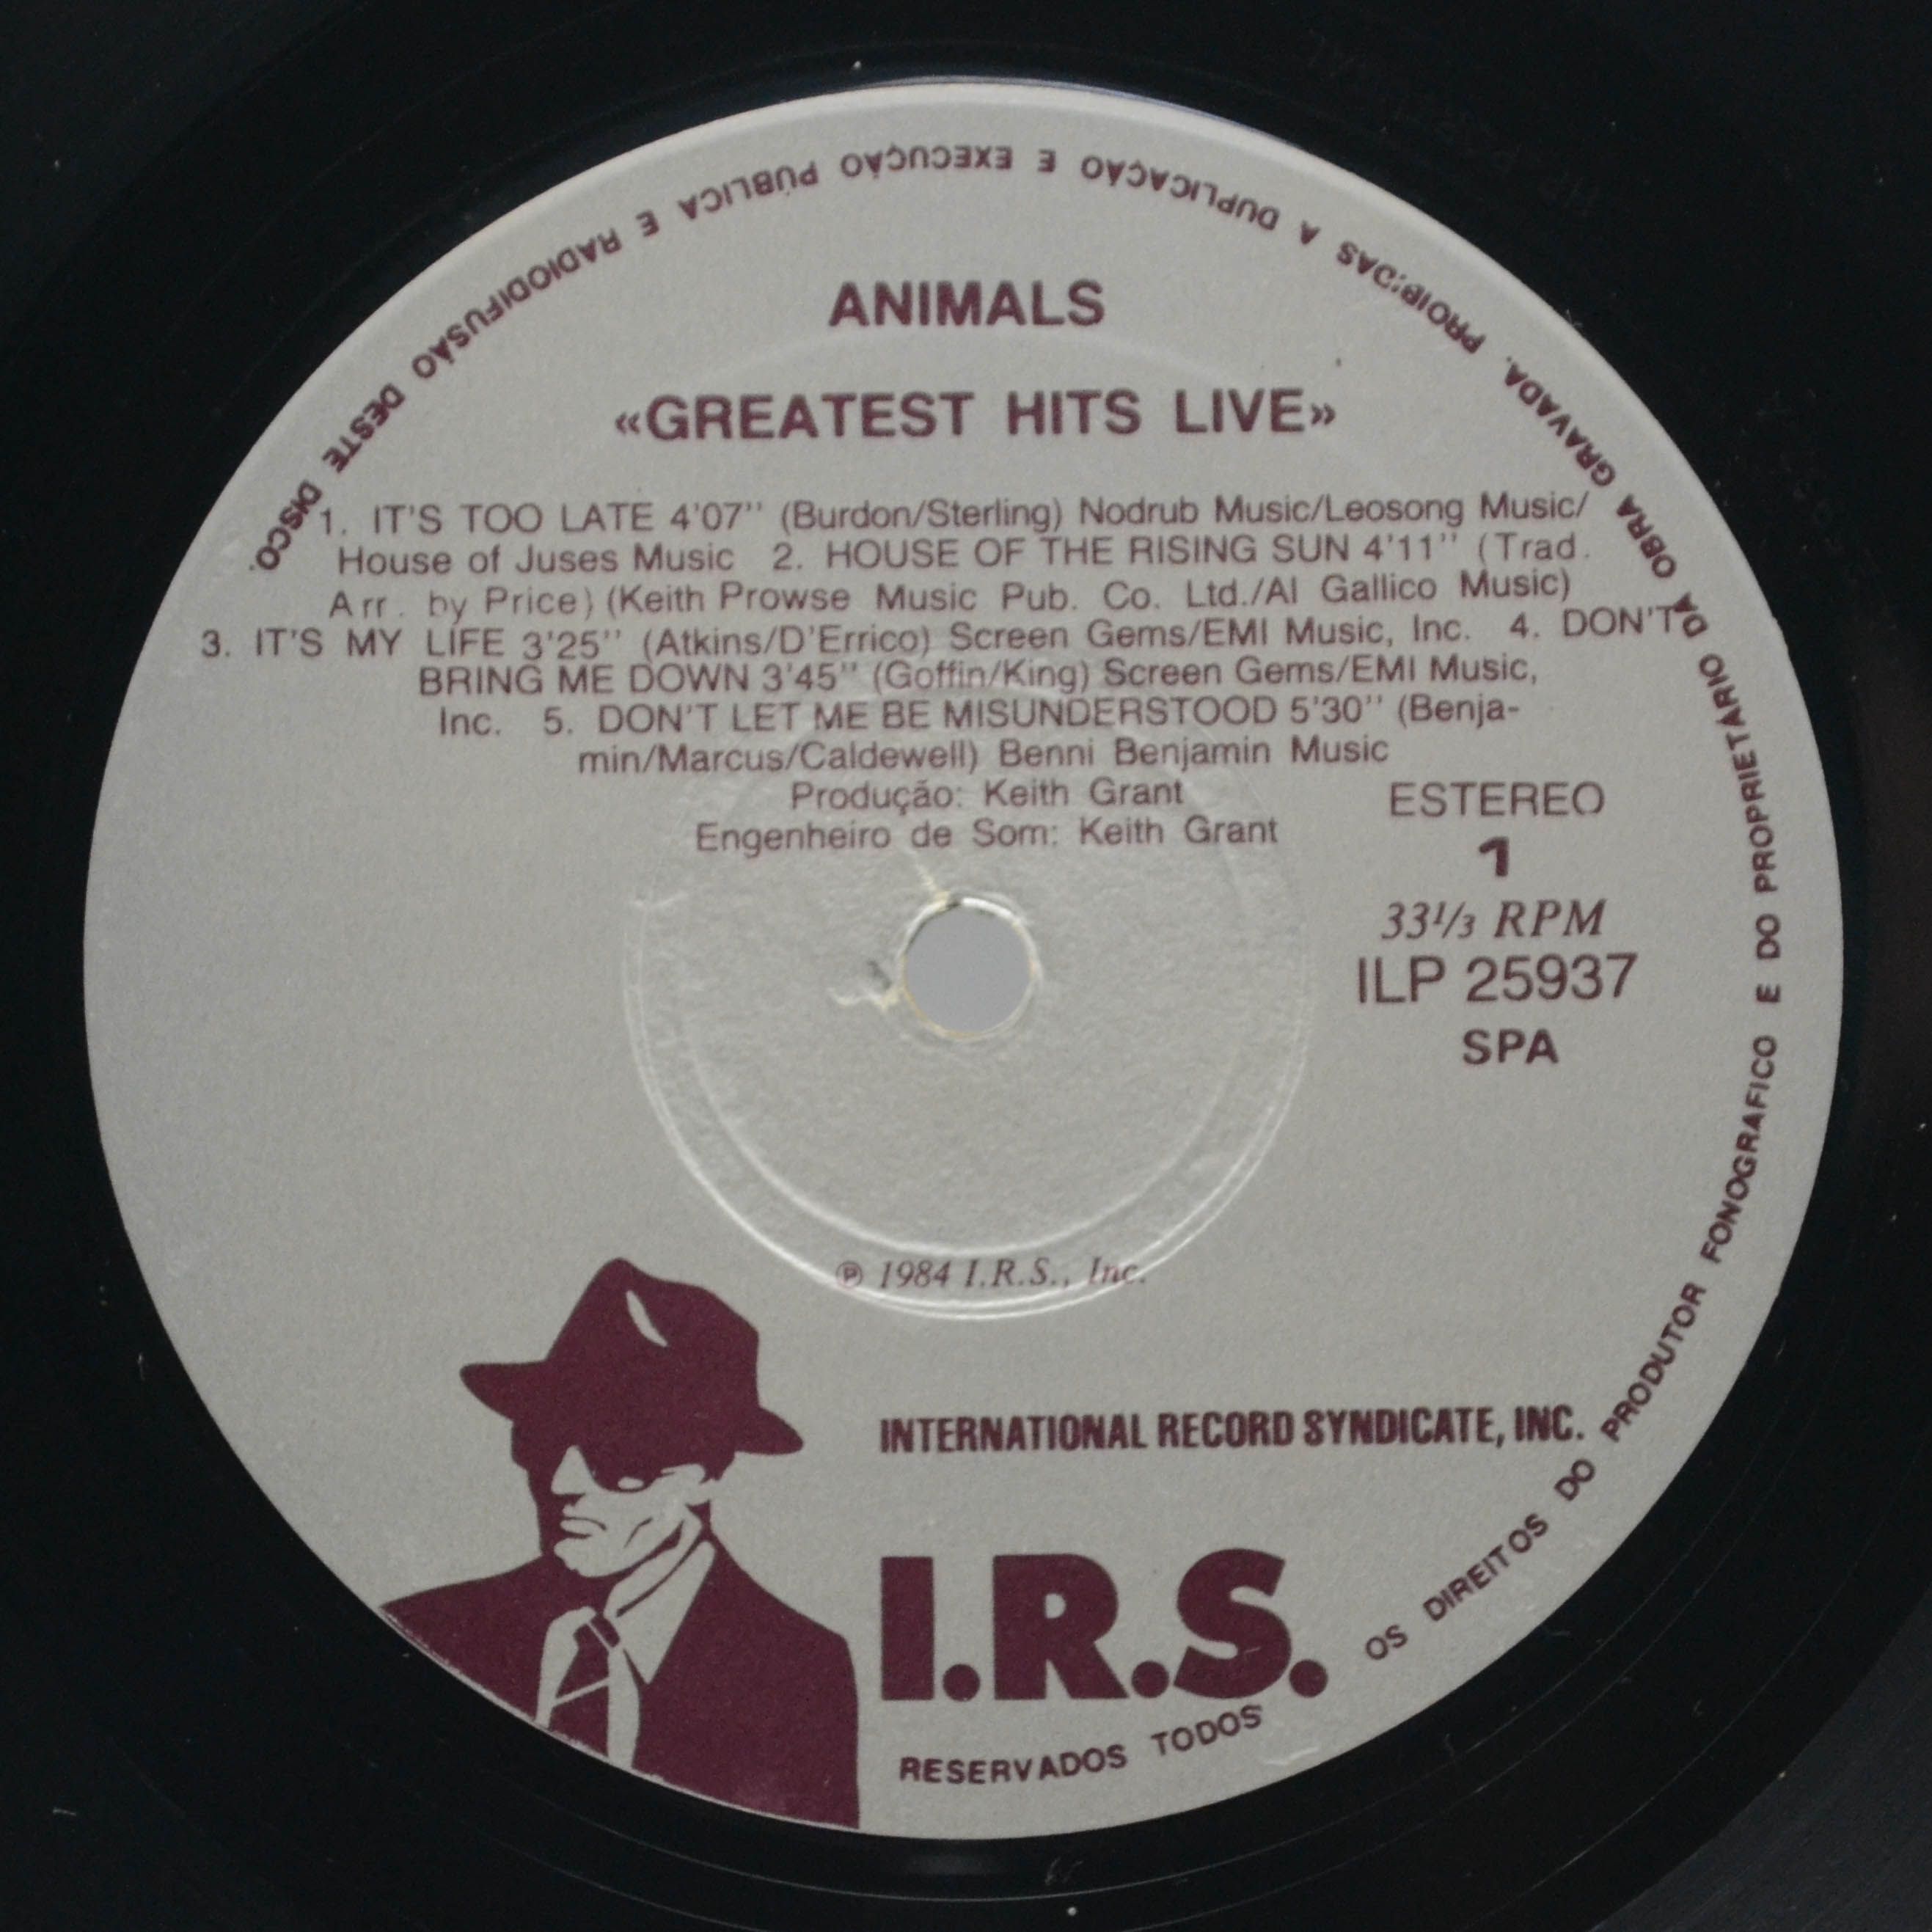 ANIMALS
«GREATEST HITS LIVE»
1. IT'S TOO LATE 4'07'' (Burdon/Sterling) Nodrub Music/Leosong Music/
House of Juses Music 2. HOUSE OF THE RISING SUN 4'11'' (Trad.
Arr. by Price) (Keith Prowse Music Pub. Co. Ltd./Al Gallico Music)
3. IT'S MY LIFE 3'25'' (Atkins/D'Errico) Screen Gems/EMI Music, Inc. 4. DON'T
BRING ME DOWN 3'45'' (Goffin/King) Screen Gems/EMI Music,
Inc. 5. DON'T LET ME BE MISUNDERSTOOD 5'30'' (Benja-
min/Marcus/Caldewell) Benni Benjamin Music
Produção: Keith Grant
Engenheiro de Som: Keith Grant
ESTEREO
1
33 1/3 RPM
ILP 25937
SPA
℗ 1984 I.R.S., Inc.
INTERNATIONAL RECORD SYNDICATE, INC.
I.R.S.
RESERVADOS TODOS OS DIREITOS DO PRODUTOR FONOGRAFICO E DO PROPRIETARIO DA OBRA GRAVADA. PROIBIDAS A DUPLICAÇÃO E EXECUÇÃO PÚBLICA E RADIODIFUSÃO DESTE DISCO.